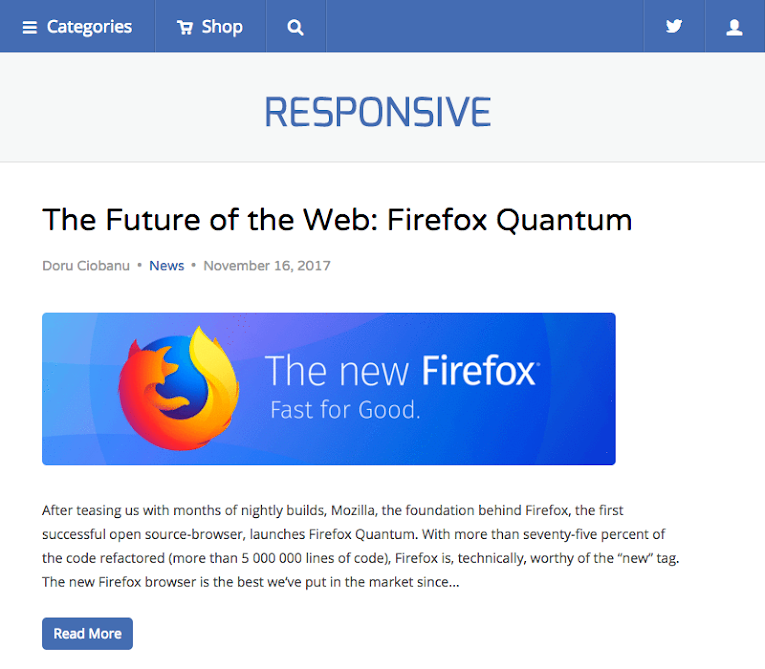 Categories Shop
RESPONSIVE
The Future of the Web: Firefox Quantum
Doru Ciobanu • News • November 16, 2017
The new Firefox
Fast for Good.
After teasing us with months of nightly builds, Mozilla, the foundation behind Firefox, the first
successful open source-browser, launches Firefox Quantum. With more than seventy-five percent of
the code refactored (more than 5 000 000 lines of code), Firefox is, technically, worthy of the “new” tag.
The new Firefox browser is the best we’ve put in the market since...
Read More